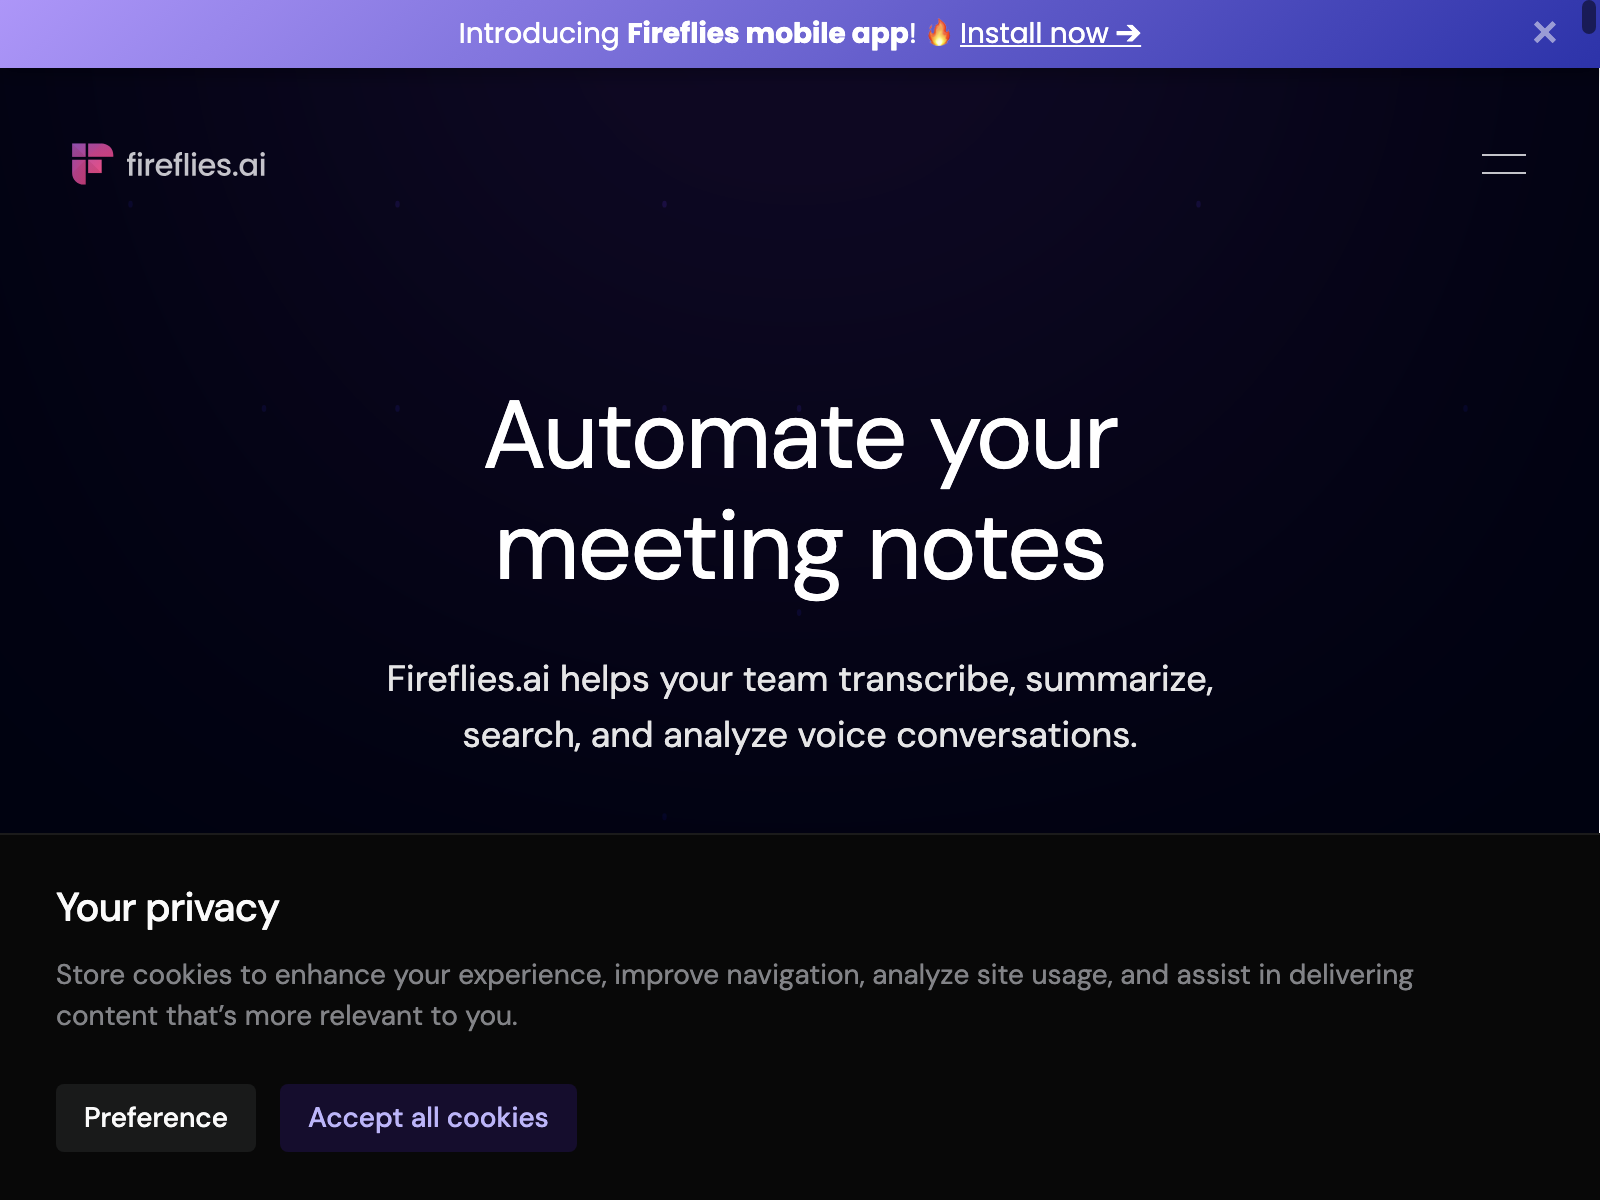 Introducing Fireflies mobile app! 🔥 Install now ➔
fireflies.ai
Automate your
meeting notes
Fireflies.ai helps your team transcribe, summarize,
search, and analyze voice conversations.
Your privacy
Store cookies to enhance your experience, improve navigation, analyze site usage, and assist in delivering
content that’s more relevant to you.
Preference
Accept all cookies